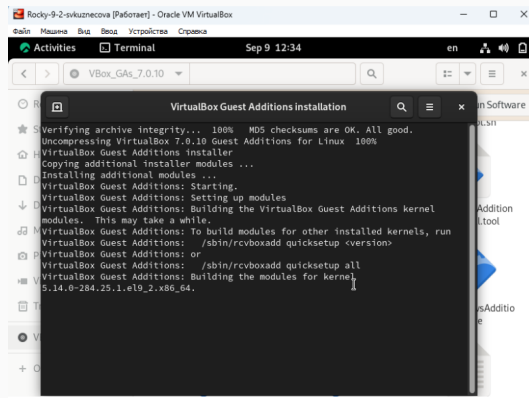 Rocky-9-2-svkuznecova [Работает] - Oracle VM VirtualBox
Файл Машина Вид Ввод Устройства Справка
Activities Terminal Sep 9 12:34 en
VBox_GAs_7.0.10
VirtualBox Guest Additions installation
un Software
Verifying archive integrity... 100% MD5 checksums are OK. All good.
Uncompressing VirtualBox 7.0.10 Guest Additions for Linux 100%
VirtualBox Guest Additions installer
Copying additional installer modules ...
Installing additional modules ...
VirtualBox Guest Additions: Starting.
VirtualBox Guest Additions: Setting up modules
VirtualBox Guest Additions: Building the VirtualBox Guest Additions kernel
modules. This may take a while.
VirtualBox Guest Additions: To build modules for other installed kernels, run
VirtualBox Guest Additions: /sbin/rcvboxadd quicksetup <version>
VirtualBox Guest Additions: or
VirtualBox Guest Additions: /sbin/rcvboxadd quicksetup all
VirtualBox Guest Additions: Building the modules for kernel
5.14.0-284.25.1.el9_2.x86_64.
Addition
l.tool
wsAdditio